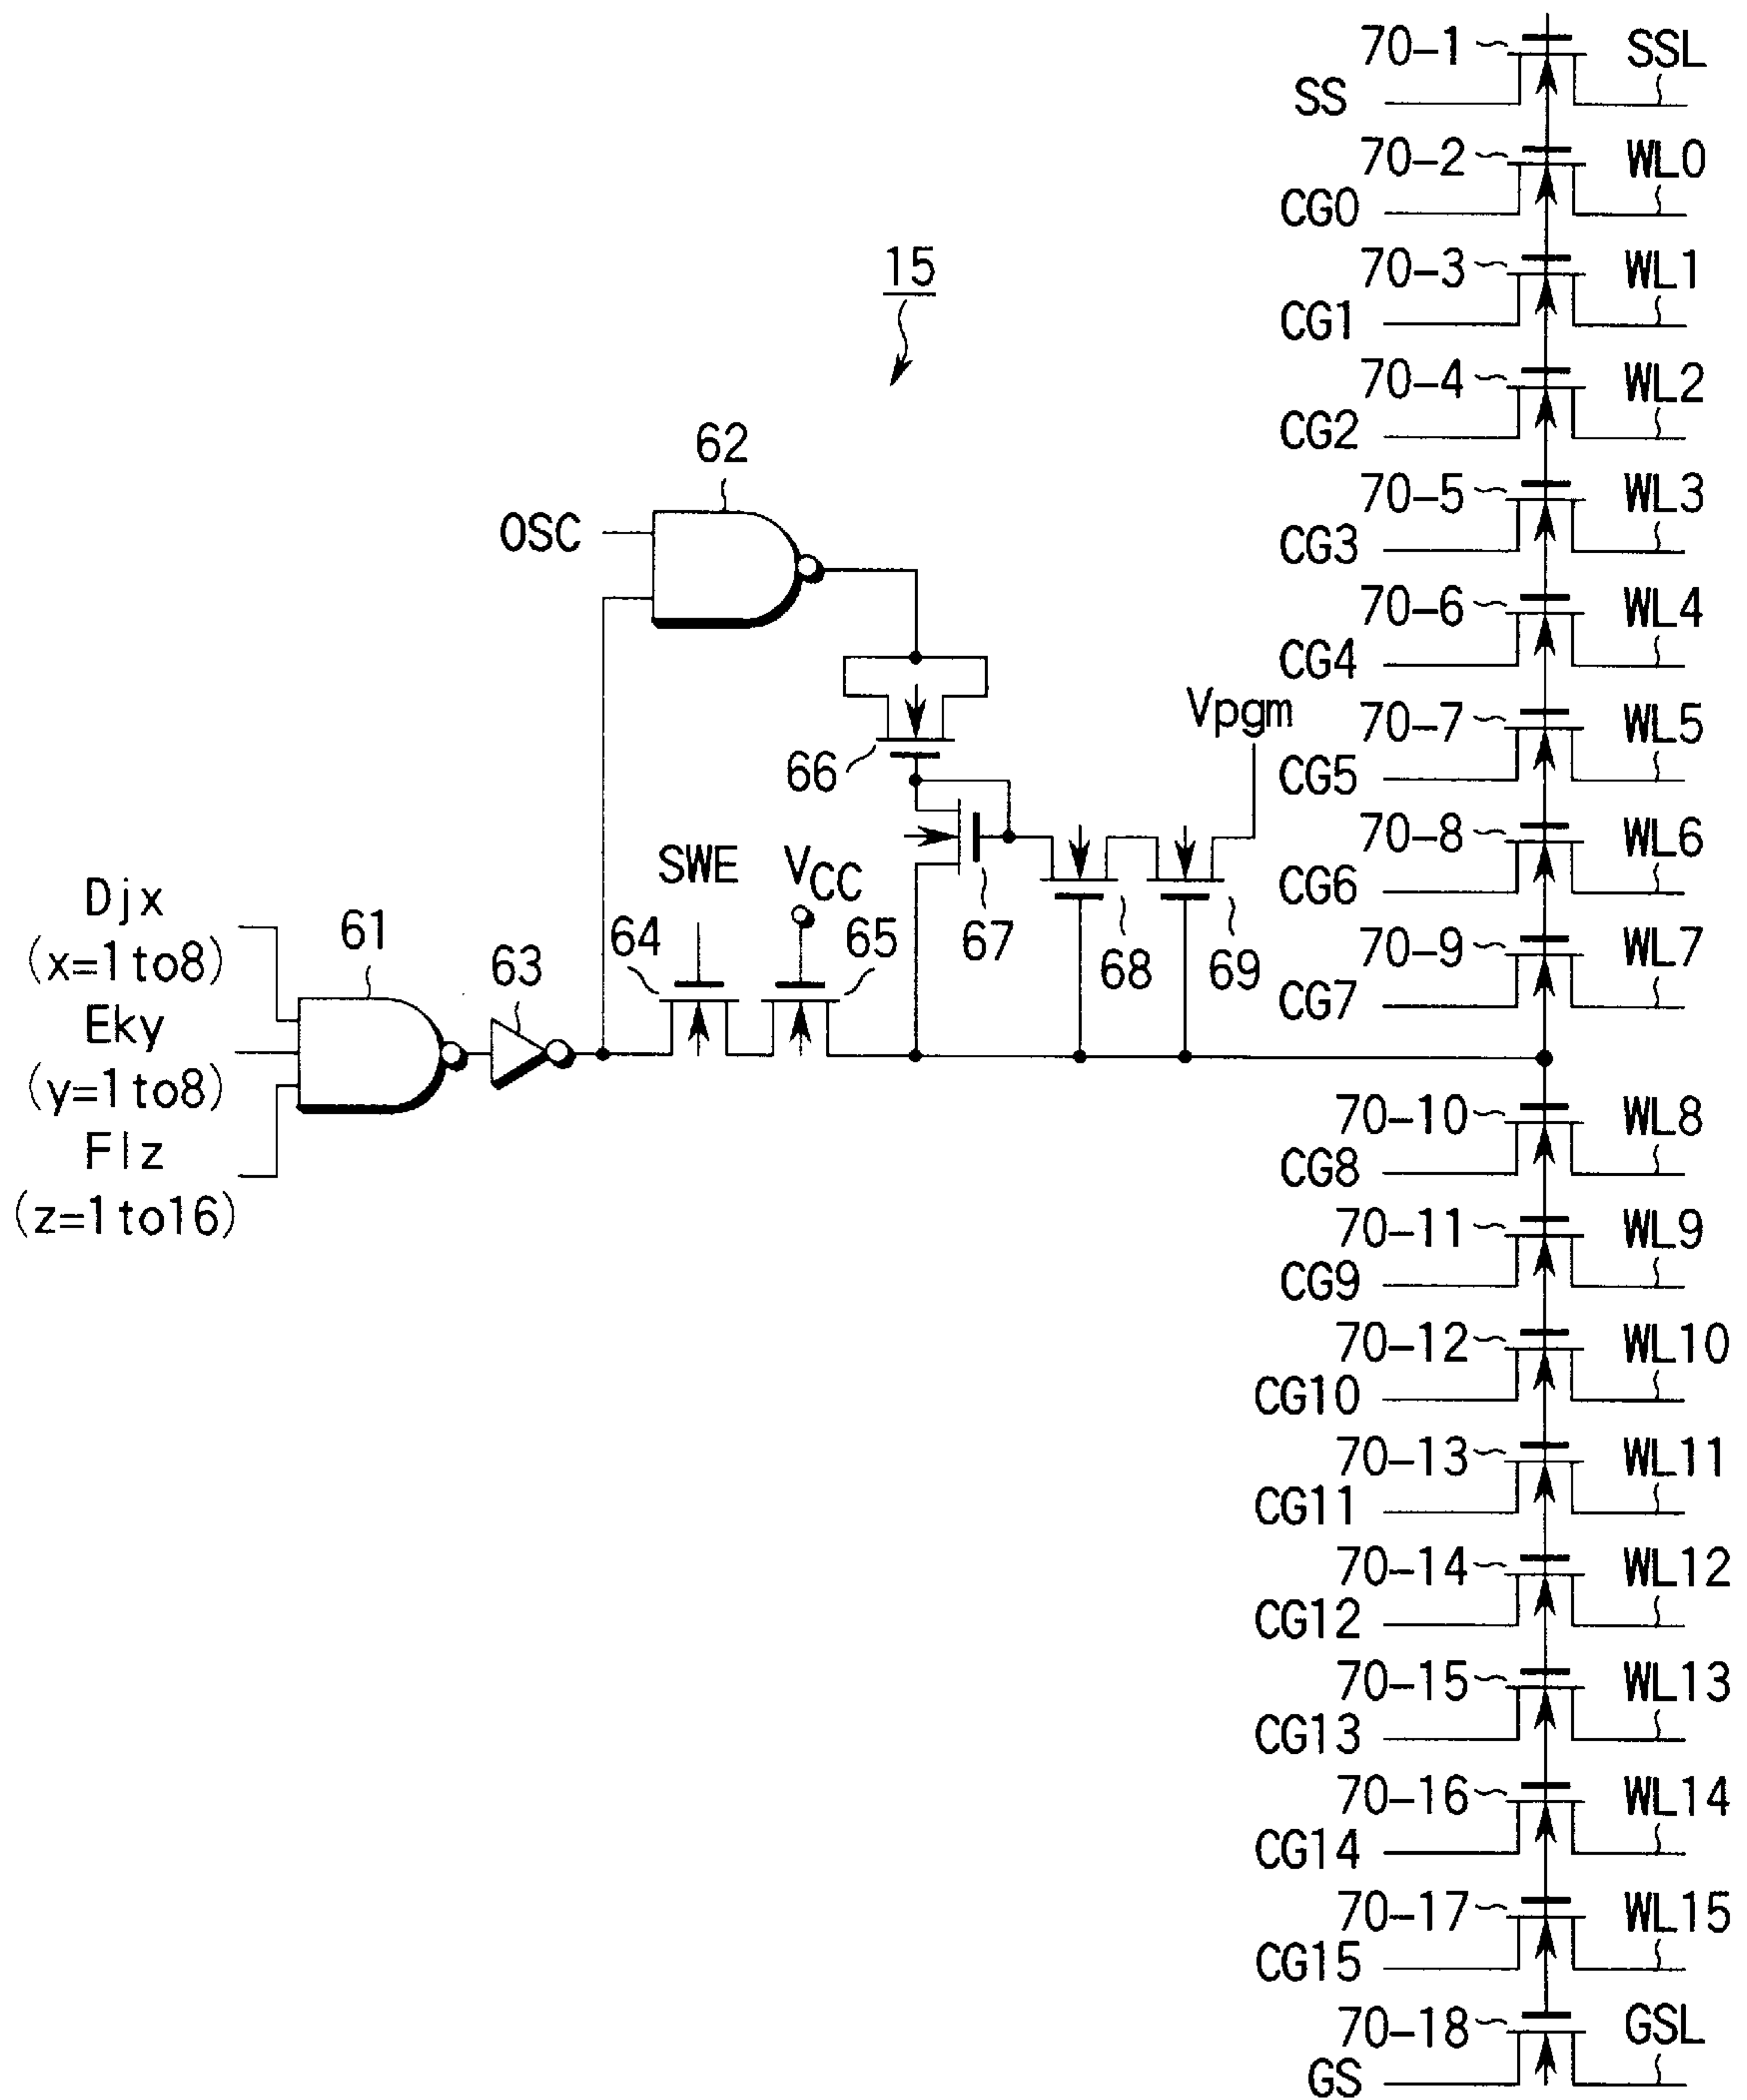 70-1 SSL
SS
70-2 WL0
CG0
15
70-3 WL1
CG1
70-4 WL2
CG2
62
70-5 WL3
OSC
CG3
70-6 WL4
CG4
Vpgm
70-7 WL5
66
CG5
70-8 WL6
SWE VCC
CG6
Djx
(x=1to8)
61
63
64
65
67
68
69
70-9 WL7
CG7
Eky
(y=1to8)
70-10 WL8
Flz
CG8
(z=1to16)
70-11 WL9
CG9
70-12 WL10
CG10
70-13 WL11
CG11
70-14 WL12
CG12
70-15 WL13
CG13
70-16 WL14
CG14
70-17 WL15
CG15
70-18 GSL
GS